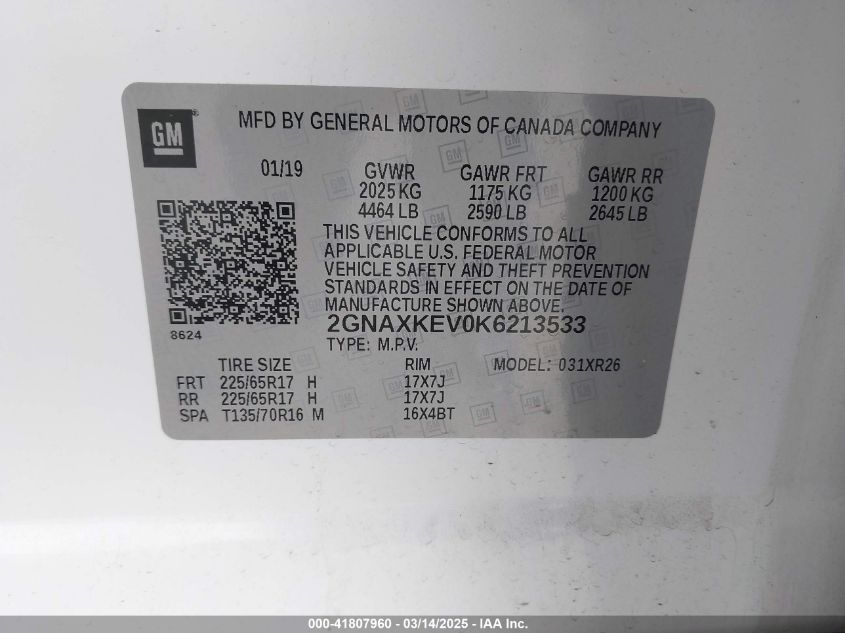 GM
MFD BY GENERAL MOTORS OF CANADA COMPANY
01/19 GVWR GAWR FRT GAWR RR
2025 KG 1175 KG 1200 KG
4464 LB 2590 LB 2645 LB
THIS VEHICLE CONFORMS TO ALL
APPLICABLE U.S. FEDERAL MOTOR
VEHICLE SAFETY AND THEFT PREVENTION
STANDARDS IN EFFECT ON THE DATE OF
MANUFACTURE SHOWN ABOVE.
8624
2GNAXKEV0K6213533
TYPE: M.P.V.
TIRE SIZE RIM MODEL: 031XR26
FRT 225/65R17 H 17X7J
RR 225/65R17 H 17X7J
SPA T135/70R16 M 16X4BT
000-41807960 - 03/14/2025 - IAA Inc.